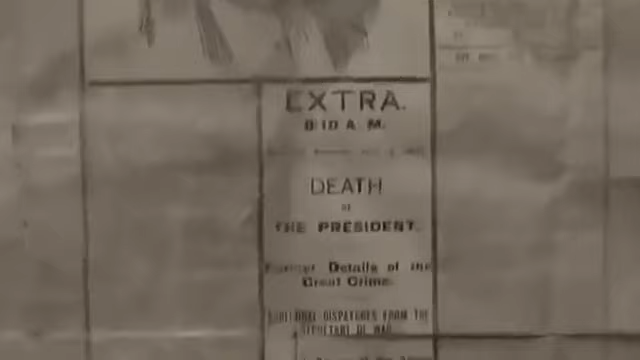 EXTRA.
8:10 A. M.
DEATH
OF
THE PRESIDENT.
Further Details of the
Great Crime.
ADDITIONAL DISPATCHES FROM THE
SECRETARY OF WAR